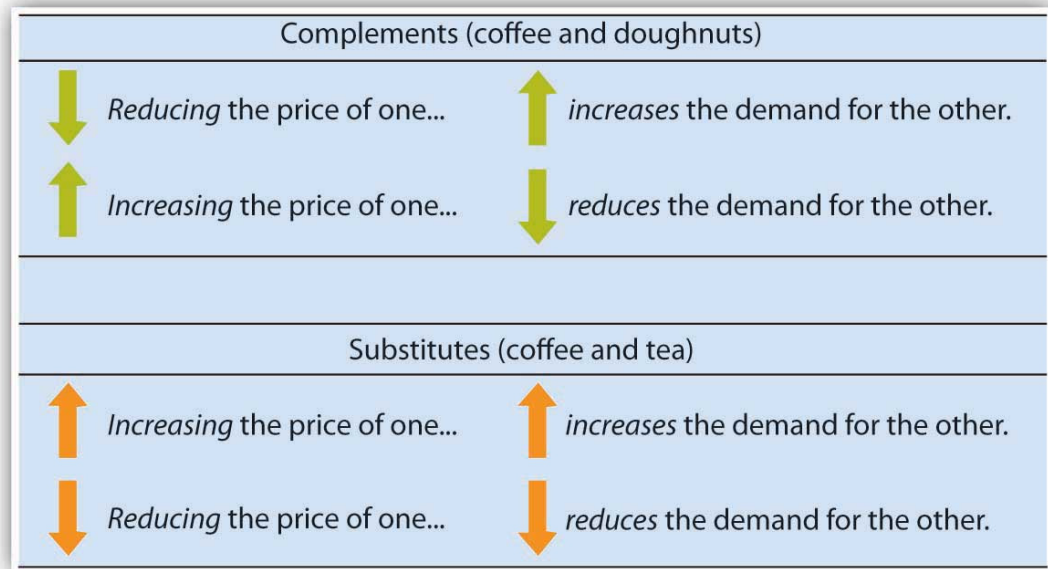 Complements (coffee and doughnuts)
Reducing the price of one... increases the demand for the other.
Increasing the price of one... reduces the demand for the other.
Substitutes (coffee and tea)
Increasing the price of one... increases the demand for the other.
Reducing the price of one... reduces the demand for the other.